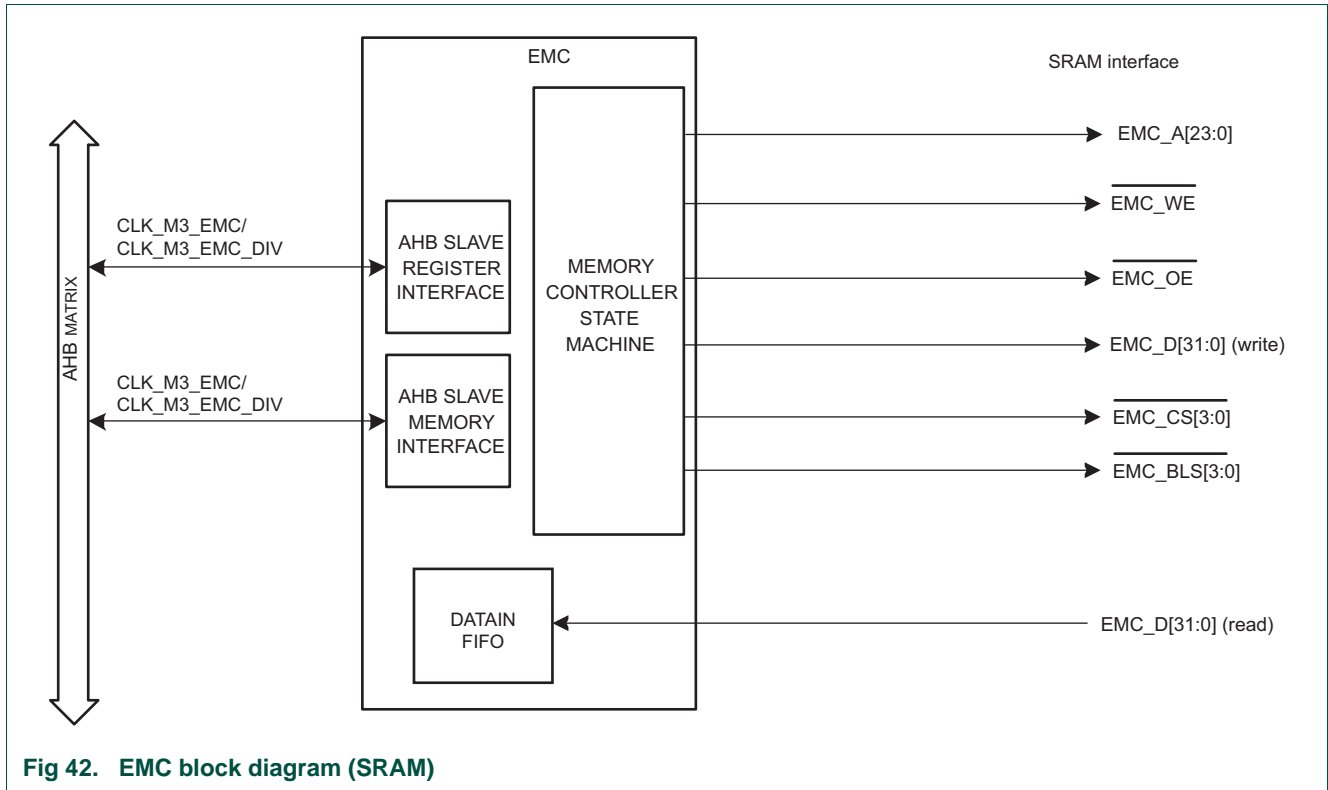 EMC
SRAM interface
AHB MATRIX
CLK_M3_EMC/
CLK_M3_EMC_DIV
AHB SLAVE
REGISTER
INTERFACE
CLK_M3_EMC/
CLK_M3_EMC_DIV
AHB SLAVE
MEMORY
INTERFACE
MEMORY
CONTROLLER
STATE
MACHINE
DATAIN
FIFO
EMC_A[23:0]
EMC_WE
EMC_OE
EMC_D[31:0] (write)
EMC_CS[3:0]
EMC_BLS[3:0]
EMC_D[31:0] (read)
Fig 42. EMC block diagram (SRAM)